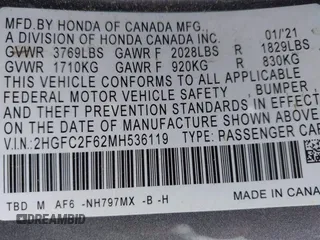 MFD.BY HONDA OF CANADA MFG.,
A DIVISION OF HONDA CANADA INC. 01/'21
GVWR 3769LBS GAWR F 2028LBS R 1829LBS
GVWR 1710KG GAWR F 920KG R 830KG
THIS VEHICLE CONFORMS TO ALL APPLICABLE
FEDERAL MOTOR VEHICLE SAFETY, BUMPER,
AND THEFT PREVENTION STANDARDS IN EFFECT
ON THE DATE OF MANUFACTURE SHOWN ABOVE.
V.I.N.:2HGFC2F62MH536119 PASSENGER CAR
TBD M AF6 -NH797MX -B -H MADE IN CANA
DREAMBID